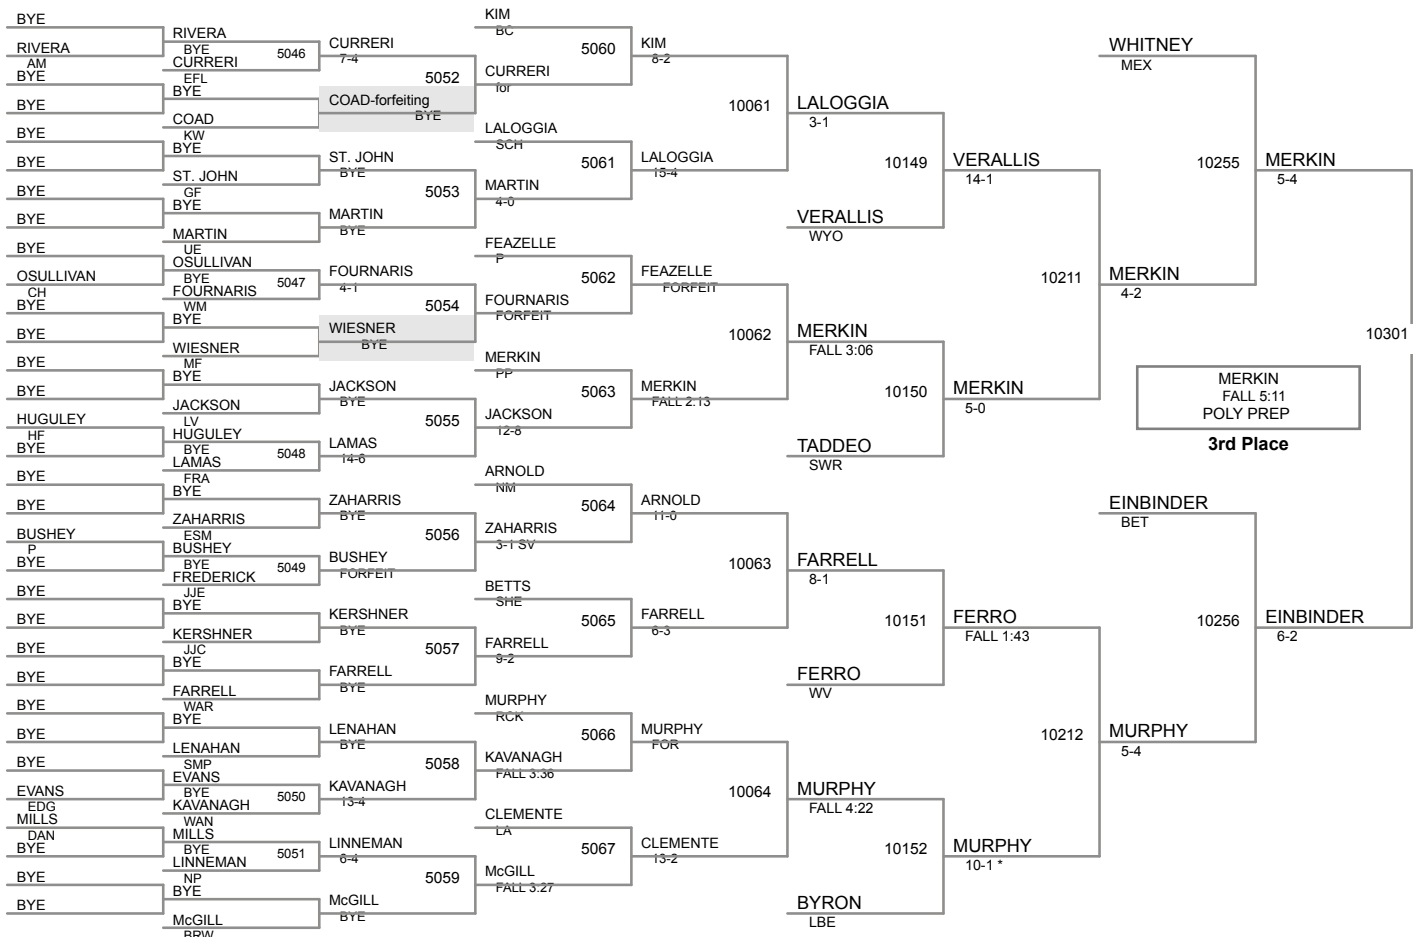 BYE
RIVERA
AM
BYE
BYE
BYE
BYE
BYE
BYE
BYE
OSULLIVAN
CH
BYE
BYE
BYE
BYE
HUGULEY
HF
BYE
BYE
BYE
BUSHEY
P
BYE
BYE
BYE
BYE
BYE
BYE
BYE
BYE
EVANS
EDG
MILLS
DAN
BYE
BYE
BYE
RIVERA
BYE
5046
CURRERI
EFL
BYE
COAD
KW
BYE
ST. JOHN
GF
BYE
MARTIN
UE
OSULLIVAN
BYE
5047
FOURNARIS
WM
BYE
WIESNER
MF
BYE
JACKSON
LV
HUGULEY
BYE
5048
LAMAS
FRA
BYE
ZAHARRIS
ESM
BUSHEY
BYE
5049
FREDERICK
JJE
BYE
KERSHNER
JJC
BYE
FARRELL
WAR
BYE
LENAHAN
SMP
EVANS
BYE
5050
KAVANAGH
WAN
MILLS
BYE
5051
LINNEMAN
NP
BYE
McGILL
BRW
CURRERI
7-4
5052
COAD-forfeiting
BYE
ST. JOHN
BYE
5053
MARTIN
BYE
FOURNARIS
4-1
5054
WIESNER
BYE
JACKSON
BYE
5055
LAMAS
14-6
ZAHARRIS
BYE
5056
BUSHEY
FORFEIT
KERSHNER
BYE
5057
FARRELL
BYE
LENAHAN
BYE
5058
KAVANAGH
13-4
LINNEMAN
6-4
5059
McGILL
BYE
KIM
BC
5060
CURRERI
for
LALOGGIA
SCH
5061
MARTIN
4-0
FEAZELLE
P
5062
FOURNARIS
FORFEIT
MERKIN
PP
5063
JACKSON
12-8
ARNOLD
NM
5064
ZAHARRIS
3-1 SV
BETTS
SHE
5065
FARRELL
9-2
MURPHY
RCK
5066
KAVANAGH
FALL 3:36
CLEMENTE
LA
5067
McGILL
FALL 3:27
KIM
8-2
10061
LALOGGIA
15-4
FEAZELLE
FORFEIT
10062
MERKIN
FALL 2:13
ARNOLD
11-0
10063
FARRELL
6-3
MURPHY
FOR
10064
CLEMENTE
13-2
LALOGGIA
3-1
10149
VERALLIS
WYO
MERKIN
FALL 3:06
10150
TADDEO
SWR
FARRELL
8-1
10151
FERRO
WV
MURPHY
FALL 4:22
10152
BYRON
LBE
VERALLIS
14-1
10211
MERKIN
5-0
FERRO
FALL 1:43
10212
MURPHY
10-1 *
WHITNEY
MEX
10255
MERKIN
4-2
EINBINDER
BET
10256
MURPHY
5-4
MERKIN
5-4
10301
EINBINDER
6-2
MERKIN
FALL 5:11
POLY PREP
3rd Place